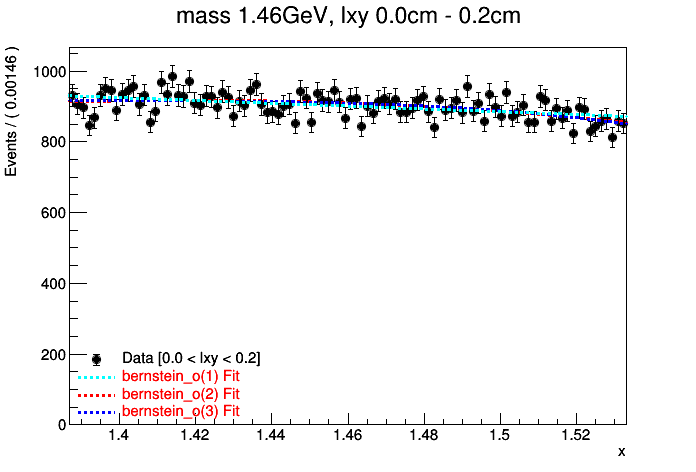 mass 1.46GeV, lxy 0.0cm - 0.2cm
Events / ( 0.00146 )
1000
800
600
400
200
0
Data [0.0 < lxy < 0.2]
bernstein_o(1) Fit
bernstein_o(2) Fit
bernstein_o(3) Fit
1.4 1.42 1.44 1.46 1.48 1.5 1.52
x